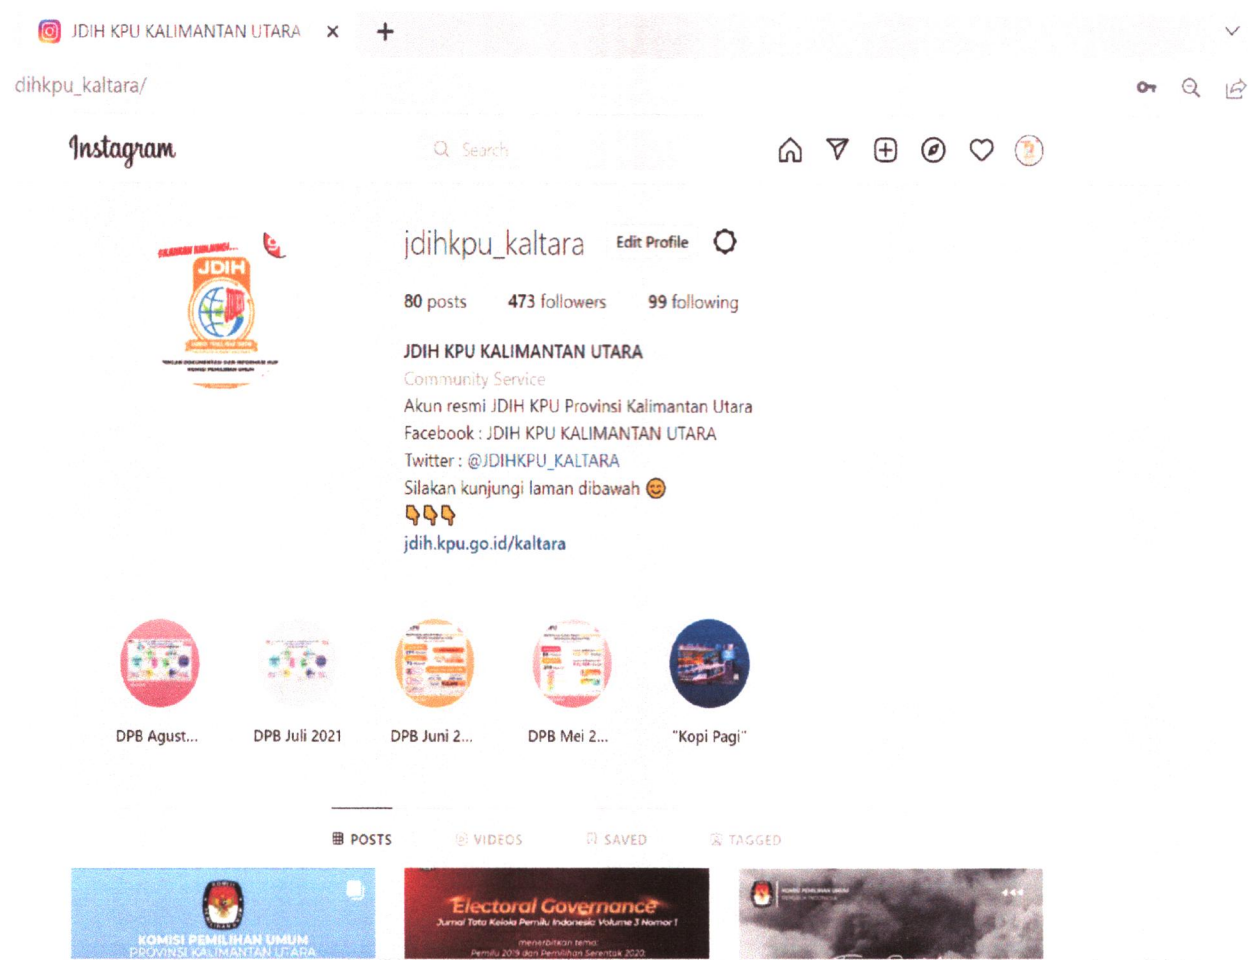 JDIH KPU KALIMANTAN UTARA
dihkpu_kaltara/
Instagram
Search
JDIH
jdihkpu_kaltara Edit Profile
80 posts 473 followers 99 following
JDIH KPU KALIMANTAN UTARA
Community Service
Akun resmi JDIH KPU Provinsi Kalimantan Utara
Facebook : JDIH KPU KALIMANTAN UTARA
Twitter : @JDIHKPU_KALTARA
Silakan kunjungi laman dibawah 😊
👇👇👇
jdih.kpu.go.id/kaltara
DPB Agust... DPB Juli 2021 DPB Juni 2... DPB Mei 2... "Kopi Pagi"
POSTS VIDEOS SAVED TAGGED
KOMISI PEMILIHAN UMUM
PROVINSI KALIMANTAN UTARA
Electoral Governance
Jurnal Tata Kelola Pemilu Indonesia Volume 3 Nomor 1
menerbitkan tema:
Pemilu 2019 dan Pemilihan Serentak 2020:
KOMISI PEMILIHAN UMUM
REPUBLIK INDONESIA